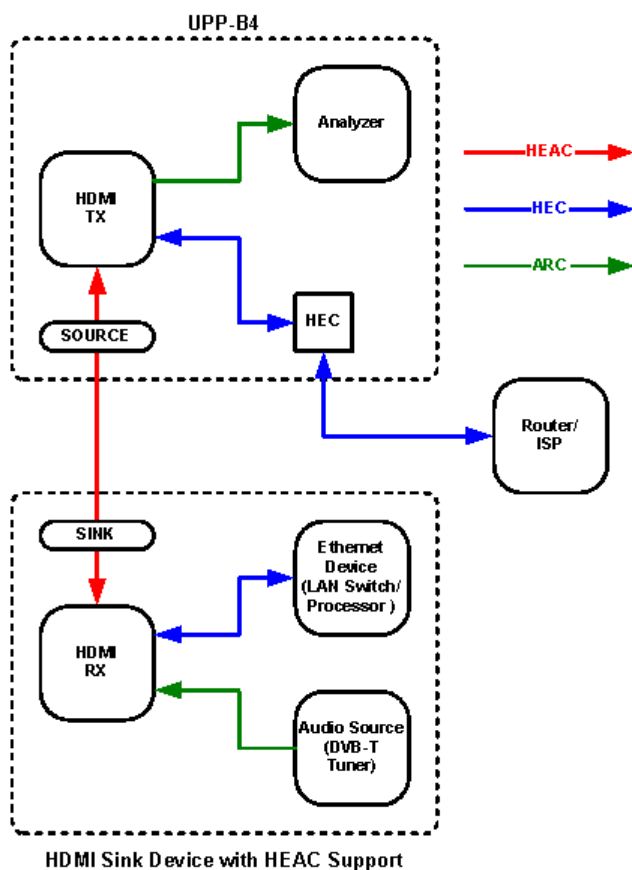 UPP-B4
Analyzer
HDMI
TX
HEAC
HEC
ARC
SOURCE
HEC
Router/
ISP
SINK
Ethernet
Device
(LAN Switch/
Processor )
HDMI
RX
Audio Source
(DVB-T
Tuner)
HDMI Sink Device with HEAC Support